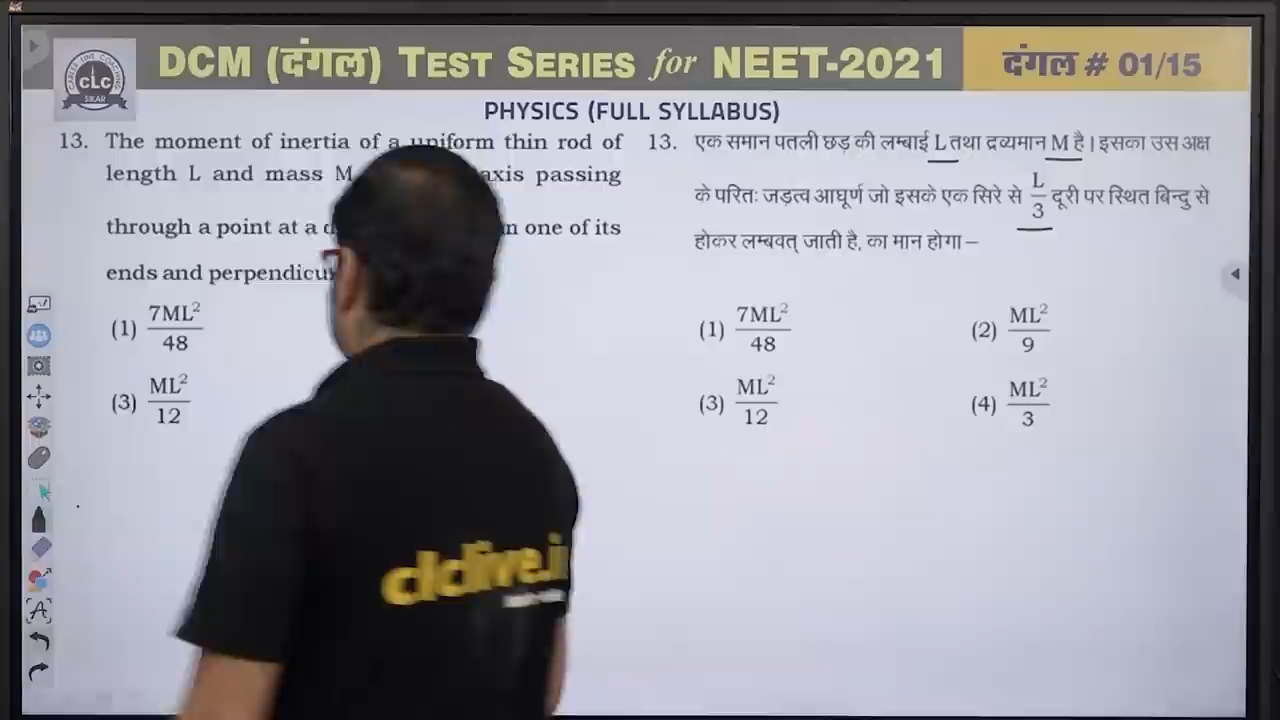 DCM (दंगल) TEST SERIES for NEET-2021
दंगल # 01/15
CLC
SIKAR
PHYSICS (FULL SYLLABUS)
13. The moment of inertia of a uniform thin rod of
length L and mass M axis passing
through a point at a one of its
ends and
(1) 7ML²/48
(3) ML²/12
13. एक समान पतली छड़ की लम्बाई L तथा द्रव्यमान M है। इसका उस अक्ष
के परितः जड़त्व आघूर्ण जो इसके एक सिरे से L/3 दूरी पर स्थित बिन्दु से
होकर लम्बवत् जाती है, का मान होगा –
(1) 7ML²/48 (2) ML²/9
(3) ML²/12 (4) ML²/3
clclive.i